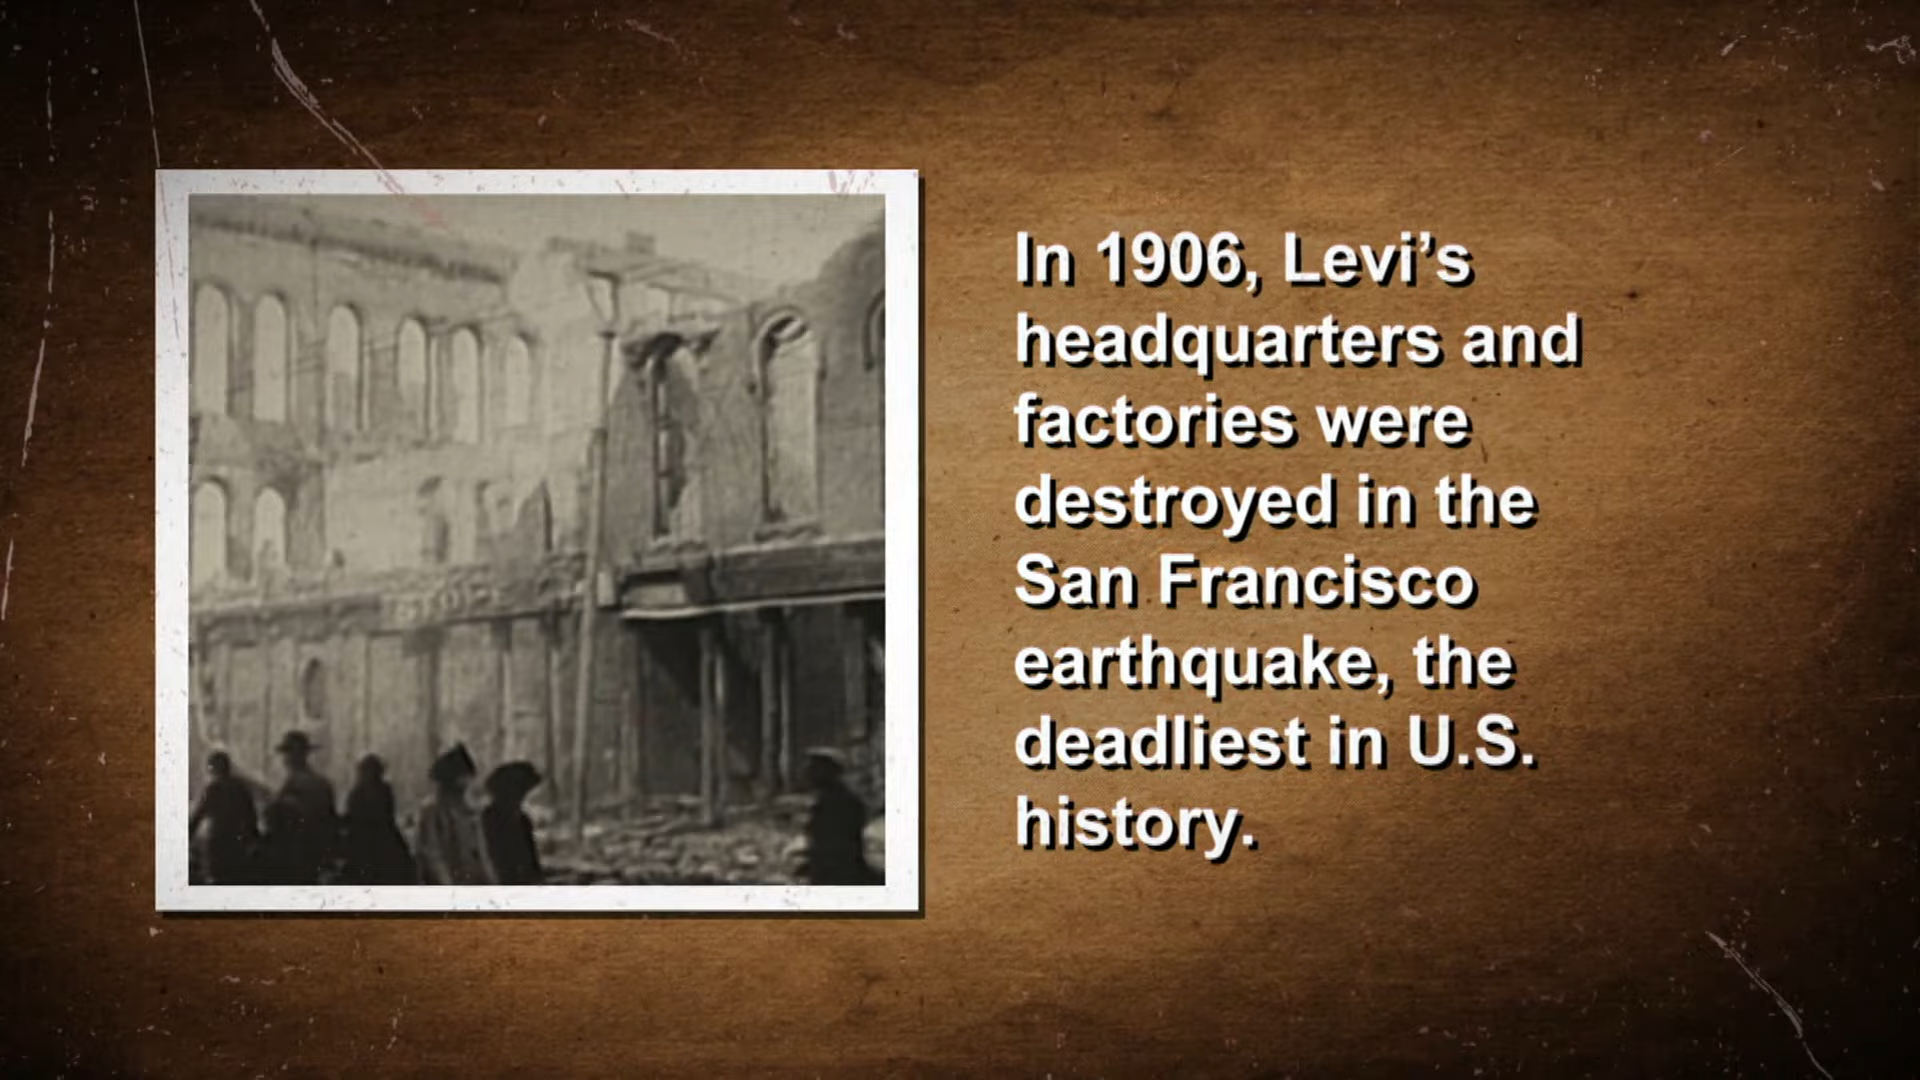 In 1906, Levi’s
headquarters and
factories were
destroyed in the
San Francisco
earthquake, the
deadliest in U.S.
history.